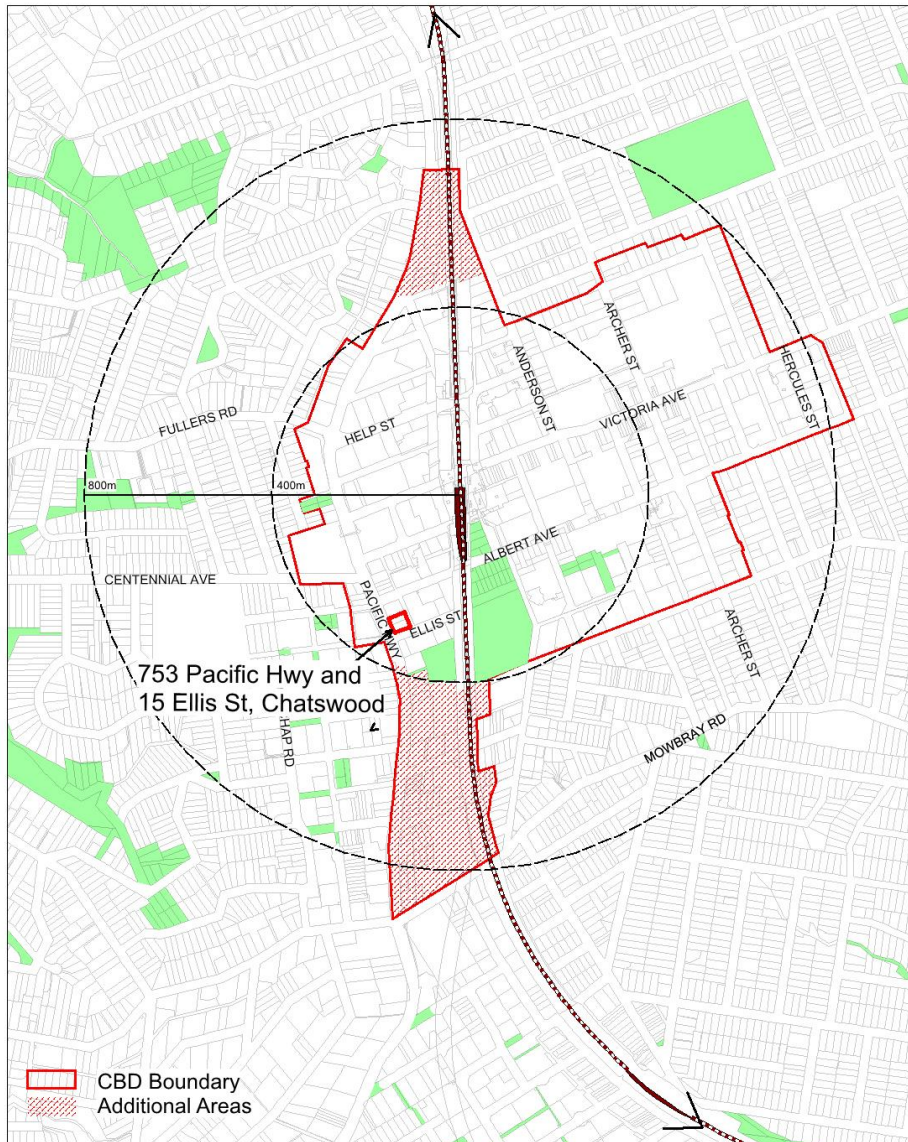 ARCHER ST
HERCULES ST
ANDERSON ST
VICTORIA AVE
FULLERS RD
HELP ST
800m
400m
ALBERT AVE
CENTENNIAL AVE
PACIFIC HWY
ELLIS ST
ARCHER ST
753 Pacific Hwy and
15 Ellis St, Chatswood
HAP RD
MOWBRAY RD
CBD Boundary
Additional Areas